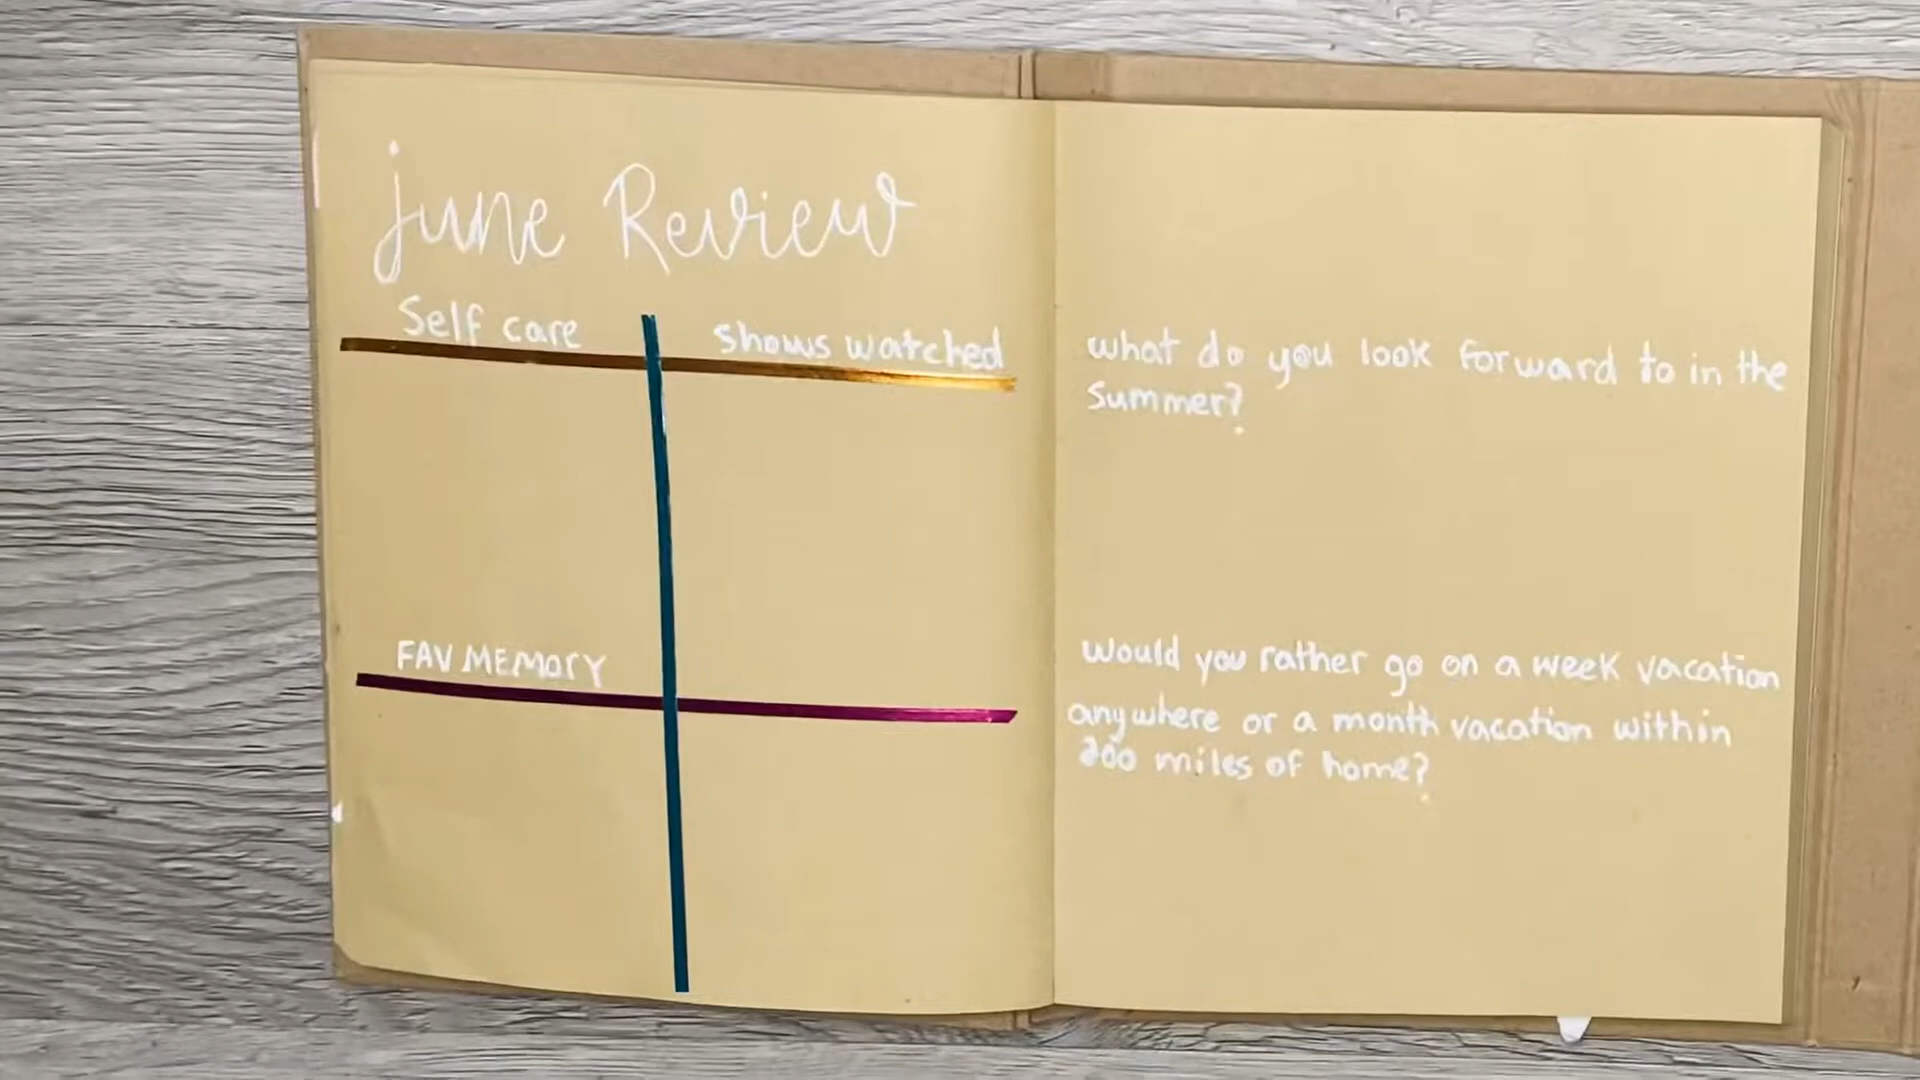 June Review
Self care
shows watched
FAV MEMORY
what do you look forward to in the
summer?
would you rather go on a week vacation
anywhere or a month vacation within
200 miles of home?